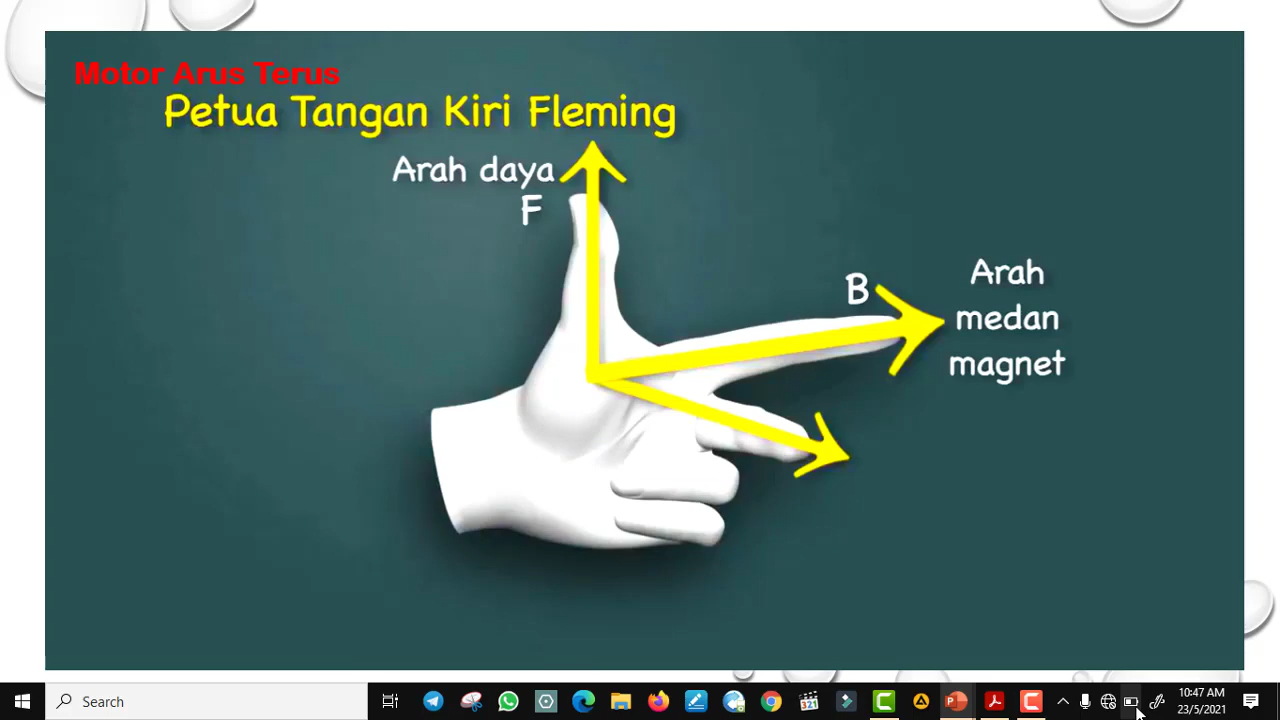 Motor Arus Terus
Petua Tangan Kiri Fleming
Arah daya
F
B
Arah
medan
magnet
Search
321
10:47 AM
23/5/2021